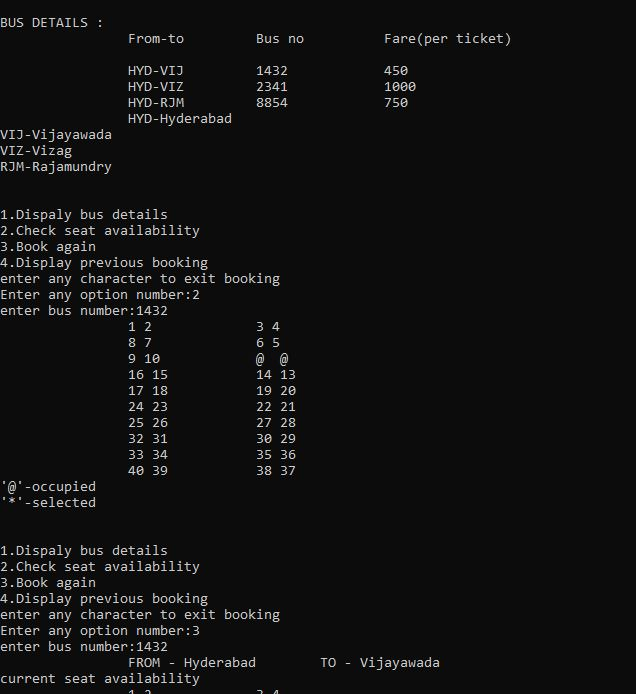 BUS DETAILS :
From-to Bus no Fare(per ticket)
HYD-VIJ 1432 450
HYD-VIZ 2341 1000
HYD-RJM 8854 750
HYD-Hyderabad
VIJ-Vijayawada
VIZ-Vizag
RJM-Rajamundry
1.Dispaly bus details
2.Check seat availability
3.Book again
4.Display previous booking
enter any character to exit booking
Enter any option number:2
enter bus number:1432
1 2 3 4
8 7 6 5
9 10 @ @
16 15 14 13
17 18 19 20
24 23 22 21
25 26 27 28
32 31 30 29
33 34 35 36
40 39 38 37
'@'-occupied
'*'-selected
1.Dispaly bus details
2.Check seat availability
3.Book again
4.Display previous booking
enter any character to exit booking
Enter any option number:3
enter bus number:1432
FROM - Hyderabad TO - Vijayawada
current seat availability
1 2 3 4